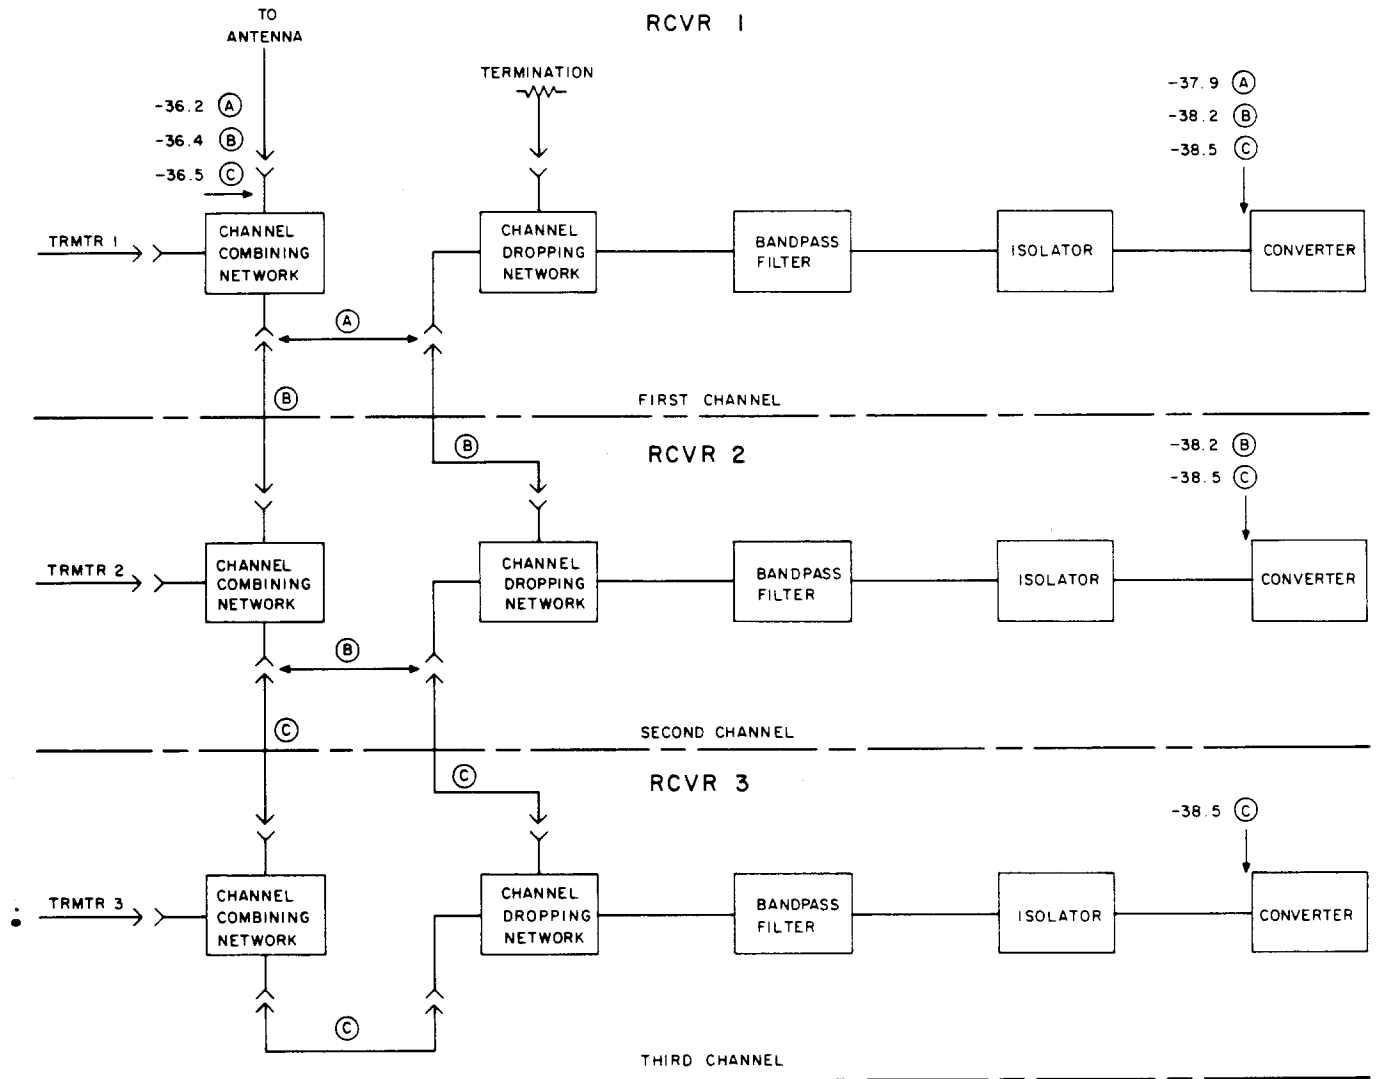 TO
ANTENNA
RCVR 1
TERMINATION
-36.2 A
-36.4 B
-36.5 C
-37.9 A
-38.2 B
-38.5 C
TRMTR 1
CHANNEL
COMBINING
NETWORK
CHANNEL
DROPPING
NETWORK
BANDPASS
FILTER
ISOLATOR
CONVERTER
A
B
FIRST CHANNEL
B
RCVR 2
-38.2 B
-38.5 C
TRMTR 2
CHANNEL
COMBINING
NETWORK
CHANNEL
DROPPING
NETWORK
BANDPASS
FILTER
ISOLATOR
CONVERTER
B
C
SECOND CHANNEL
C
RCVR 3
-38.5 C
TRMTR 3
CHANNEL
COMBINING
NETWORK
CHANNEL
DROPPING
NETWORK
BANDPASS
FILTER
ISOLATOR
CONVERTER
C
THIRD CHANNEL